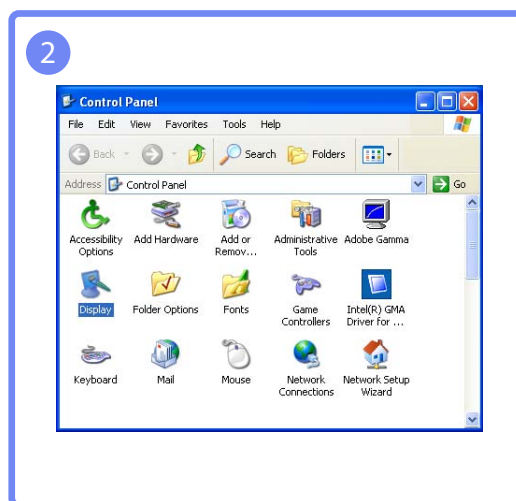 2
Control Panel
File Edit View Favorites Tools Help
Back Search Folders
Address Control Panel Go
Accessibility Options
Add Hardware
Add or Remov...
Administrative Tools
Adobe Gamma
Display
Folder Options
Fonts
Game Controllers
Intel(R) GMA Driver for ...
Keyboard
Mail
Mouse
Network Connections
Network Setup Wizard